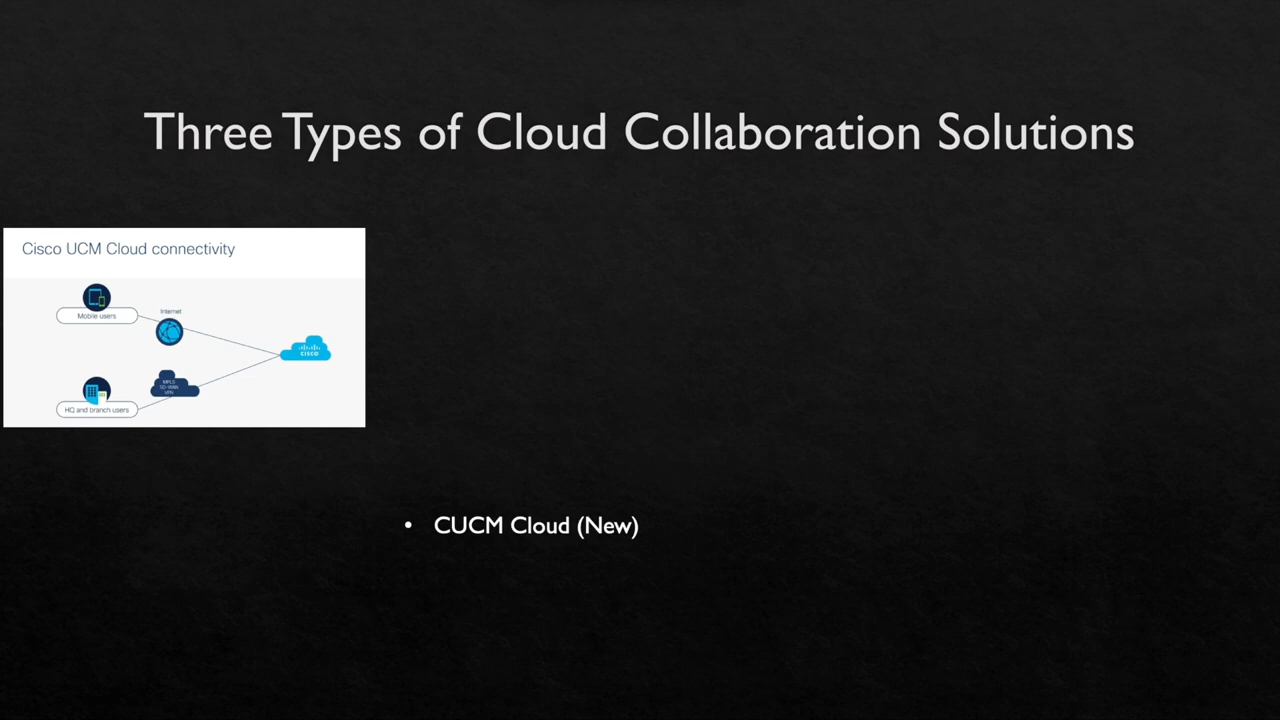 Three Types of Cloud Collaboration Solutions
Cisco UCM Cloud connectivity
Mobile users
Internet
CISCO
MPLS
SD-WAN
VPN
HQ and branch users
• CUCM Cloud (New)